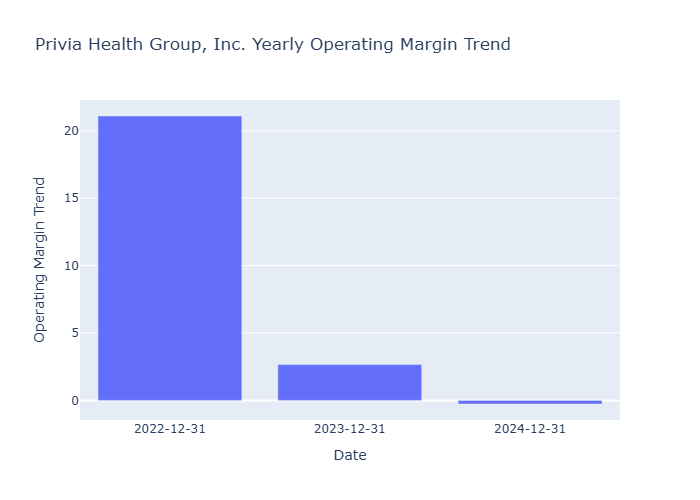 Privia Health Group, Inc. Yearly Operating Margin Trend
Operating Margin Trend
20
15
10
5
0
2022-12-31
2023-12-31
2024-12-31
Date